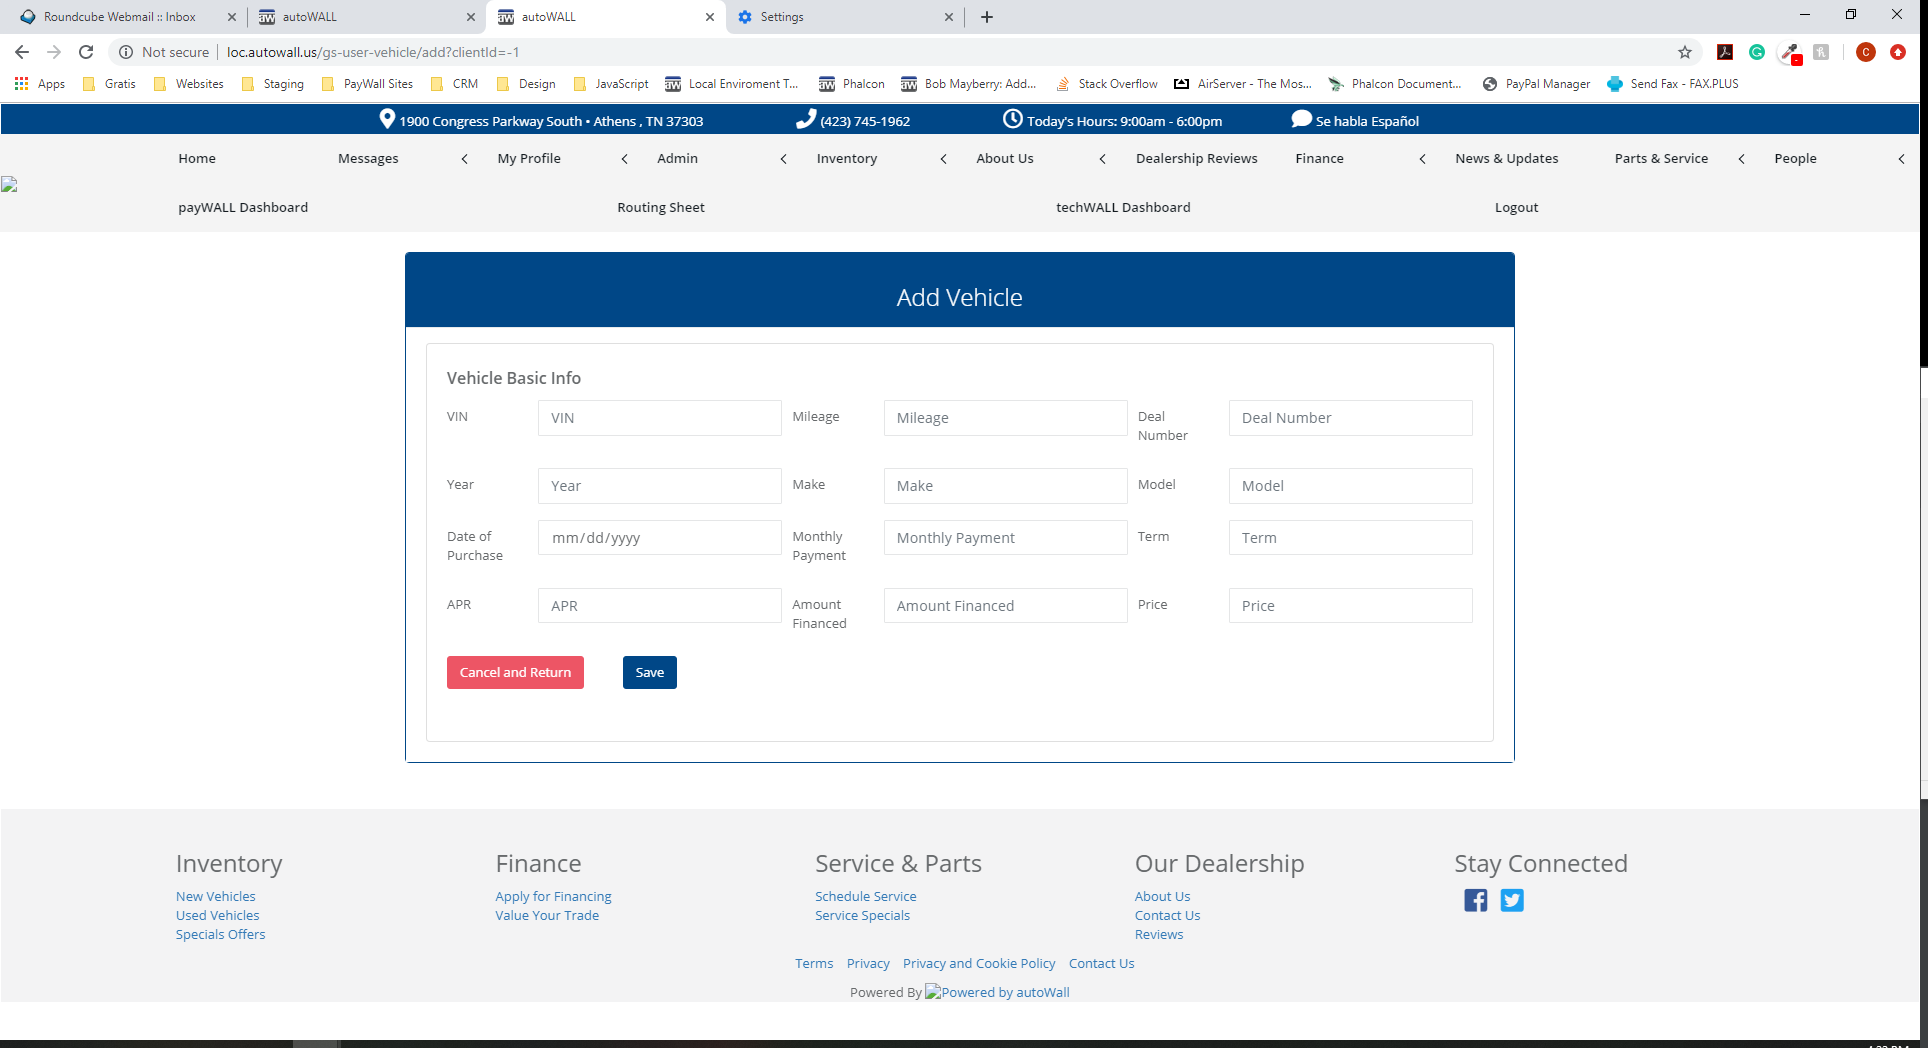 Roundcube Webmail :: Inbox
autoWALL
autoWALL
Settings
Not secure
loc.autowall.us/gs-user-vehicle/add?clientId=-1
Apps Gratis Websites Staging PayWall Sites CRM Design JavaScript Local Enviroment T... Phalcon Bob Mayberry: Add... Stack Overflow AirServer - The Mos... Phalcon Document... PayPal Manager Send Fax - FAX.PLUS
1900 Congress Parkway South • Athens , TN 37303 (423) 745-1962 Today's Hours: 9:00am - 6:00pm Se habla Español
Home Messages My Profile Admin Inventory About Us Dealership Reviews Finance News & Updates Parts & Service People
payWALL Dashboard Routing Sheet techWALL Dashboard Logout
Add Vehicle
Vehicle Basic Info
VIN VIN Mileage Mileage Deal Number Deal Number
Year Year Make Make Model Model
Date of Purchase mm/dd/yyyy Monthly Payment Monthly Payment Term Term
APR APR Amount Financed Amount Financed Price Price
Cancel and Return Save
Inventory Finance Service & Parts Our Dealership Stay Connected
New Vehicles Apply for Financing Schedule Service About Us
Used Vehicles Value Your Trade Service Specials Contact Us
Specials Offers Reviews
Terms Privacy Privacy and Cookie Policy Contact Us
Powered By Powered by autoWall